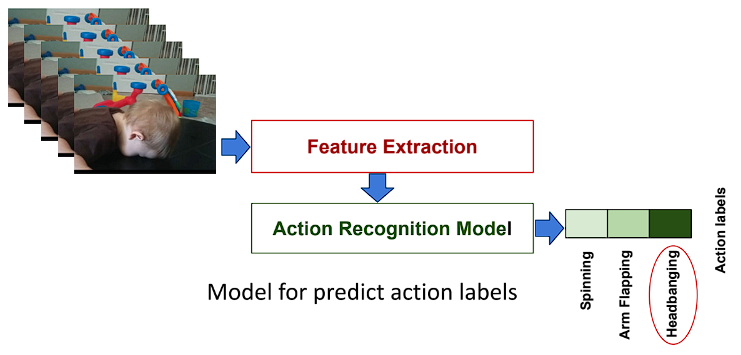 Feature Extraction
Action Recognition Model
Model for predict action labels
Spinning
Arm Flapping
Headbanging
Action labels